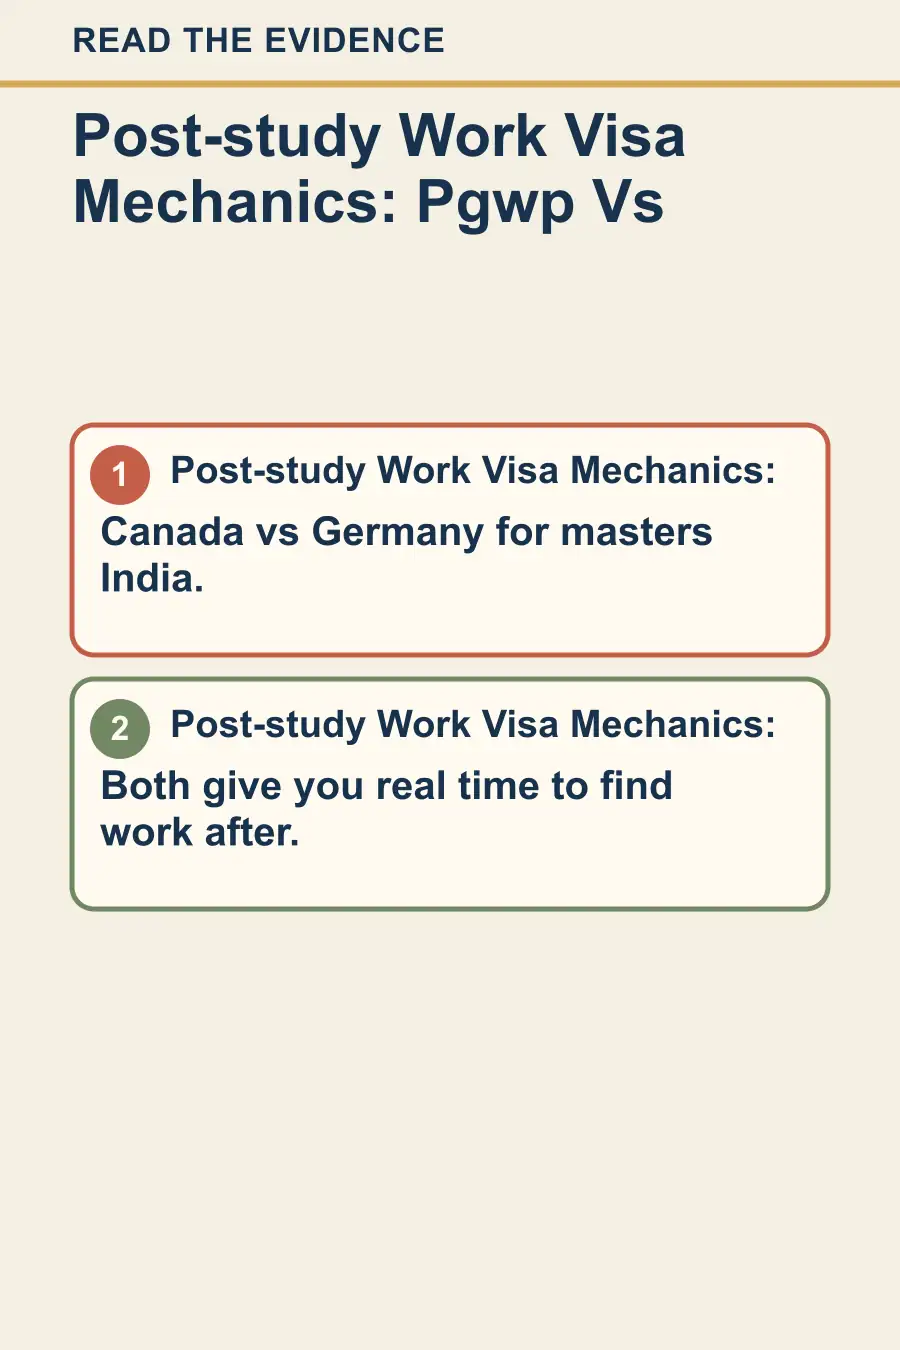 READ THE EVIDENCE
Post-study Work Visa
Mechanics: Pgwp Vs
1 Post-study Work Visa Mechanics:
Canada vs Germany for masters
India.
2 Post-study Work Visa Mechanics:
Both give you real time to find
work after.